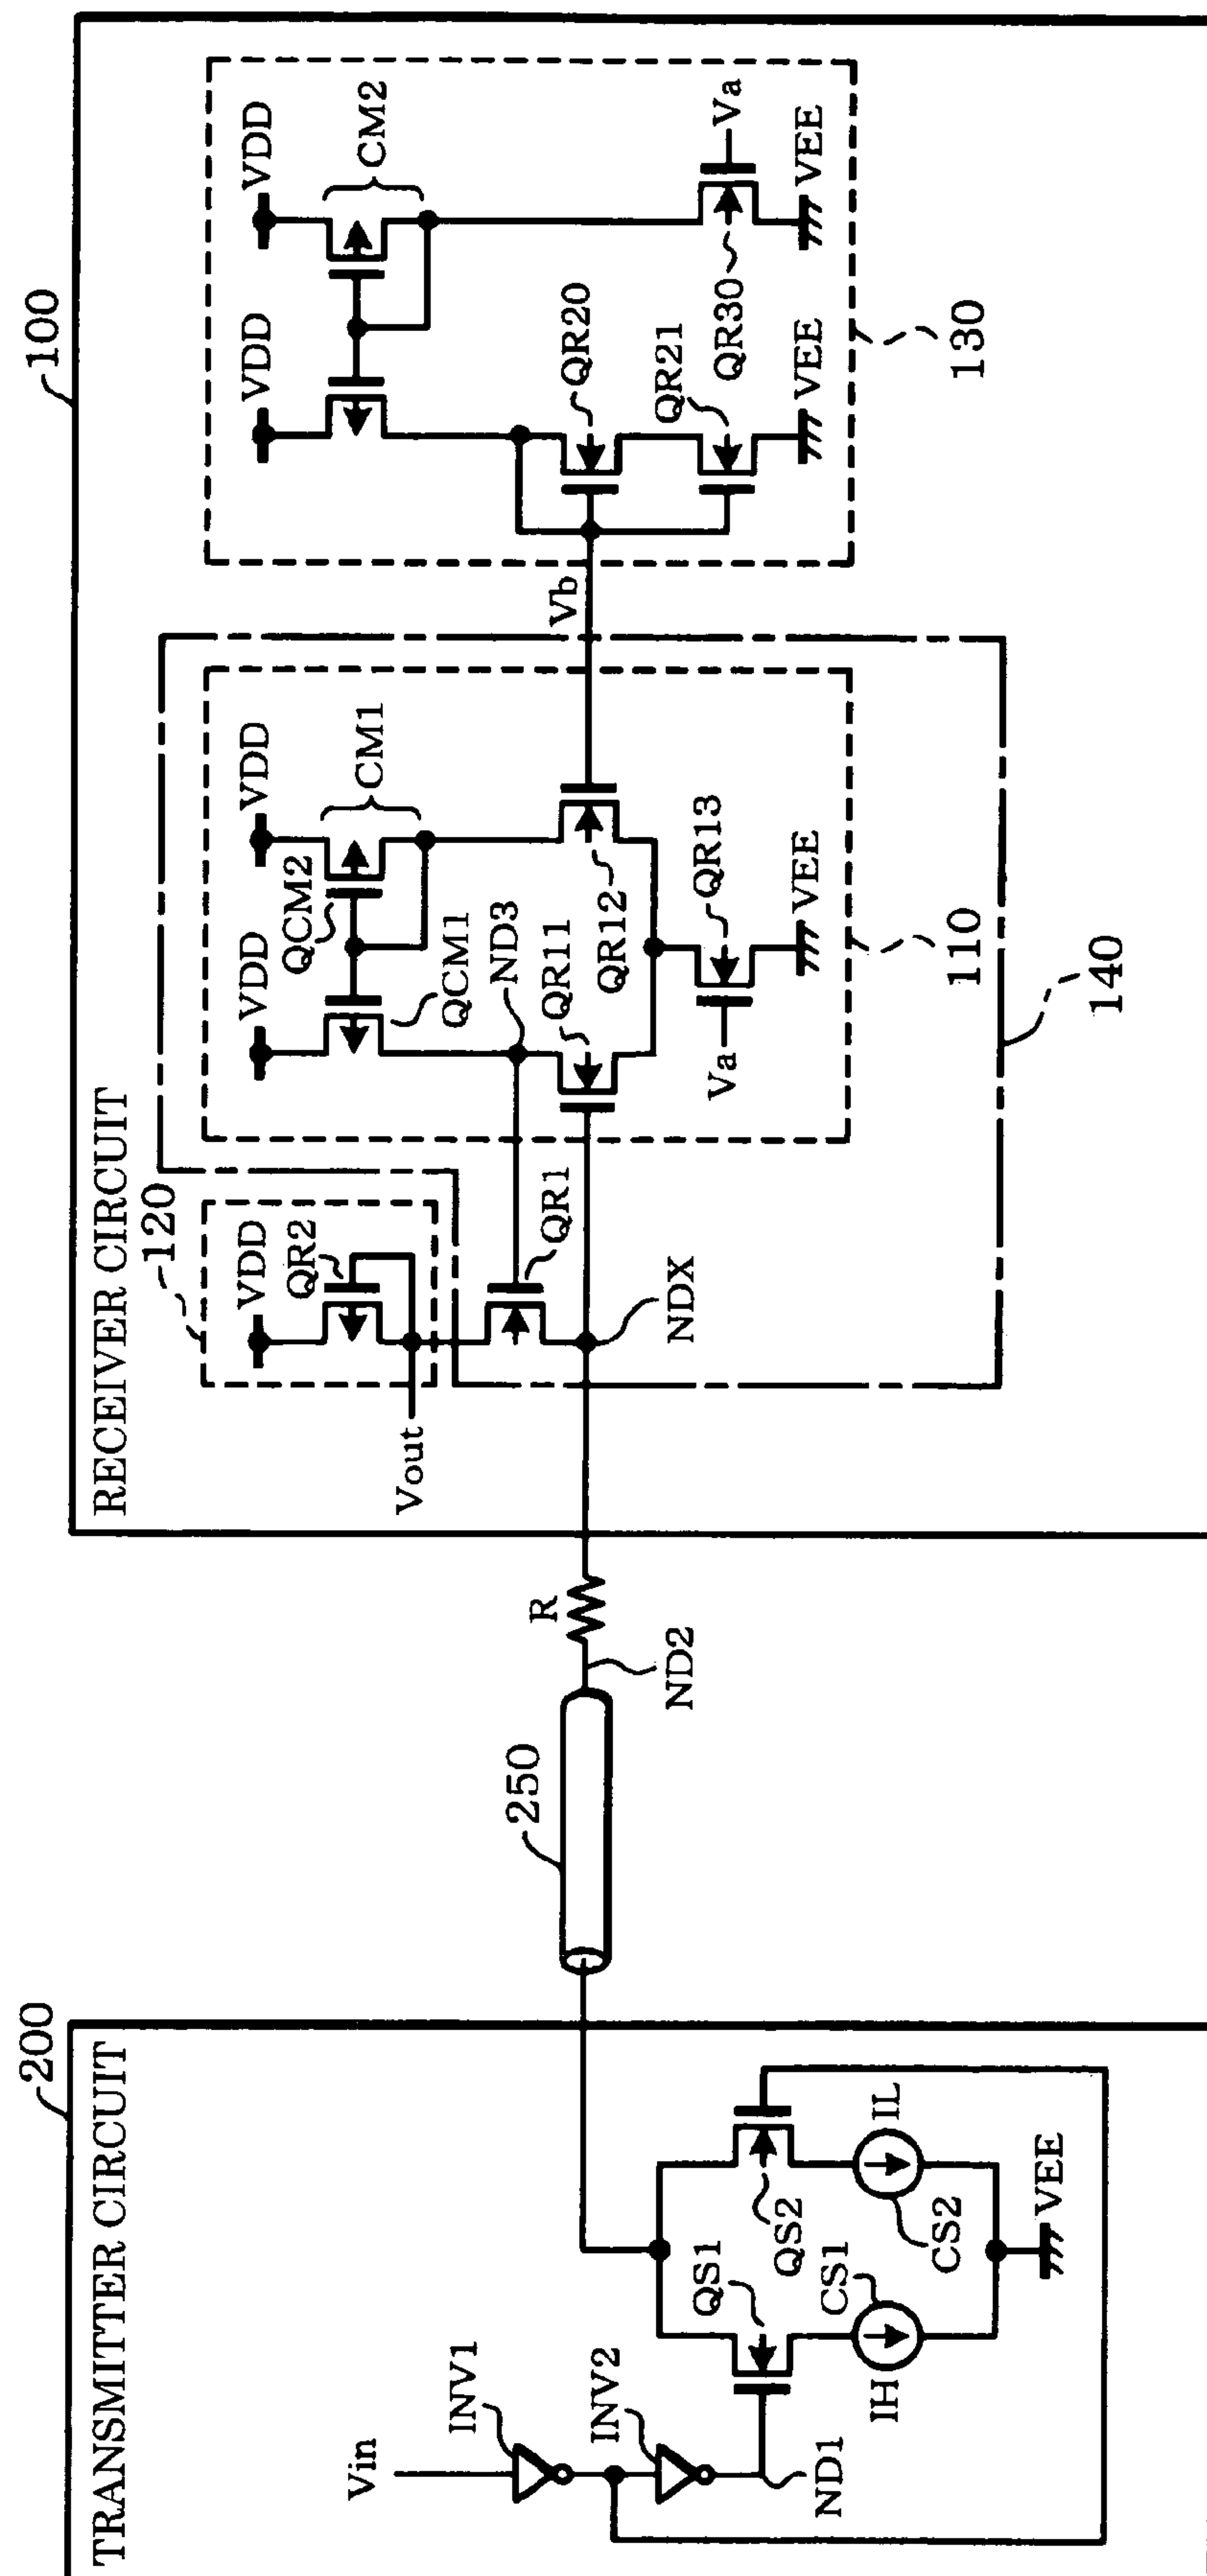 200
TRANSMITTER CIRCUIT
Vin
INV1
INV2
ND1
QS1
QS2
IH
CS1
IL
CS2
VEE
250
R
ND2
100
RECEIVER CIRCUIT
120
VDD
QR2
Vout
QR1
NDX
VDD
VDD
QCM2
CM1
QCM1
ND3
QR11
QR12
QR13
Va
VEE
110
140
Vb
VDD
VDD
CM2
QR20
QR21
QR30
Va
VEE
VEE
130